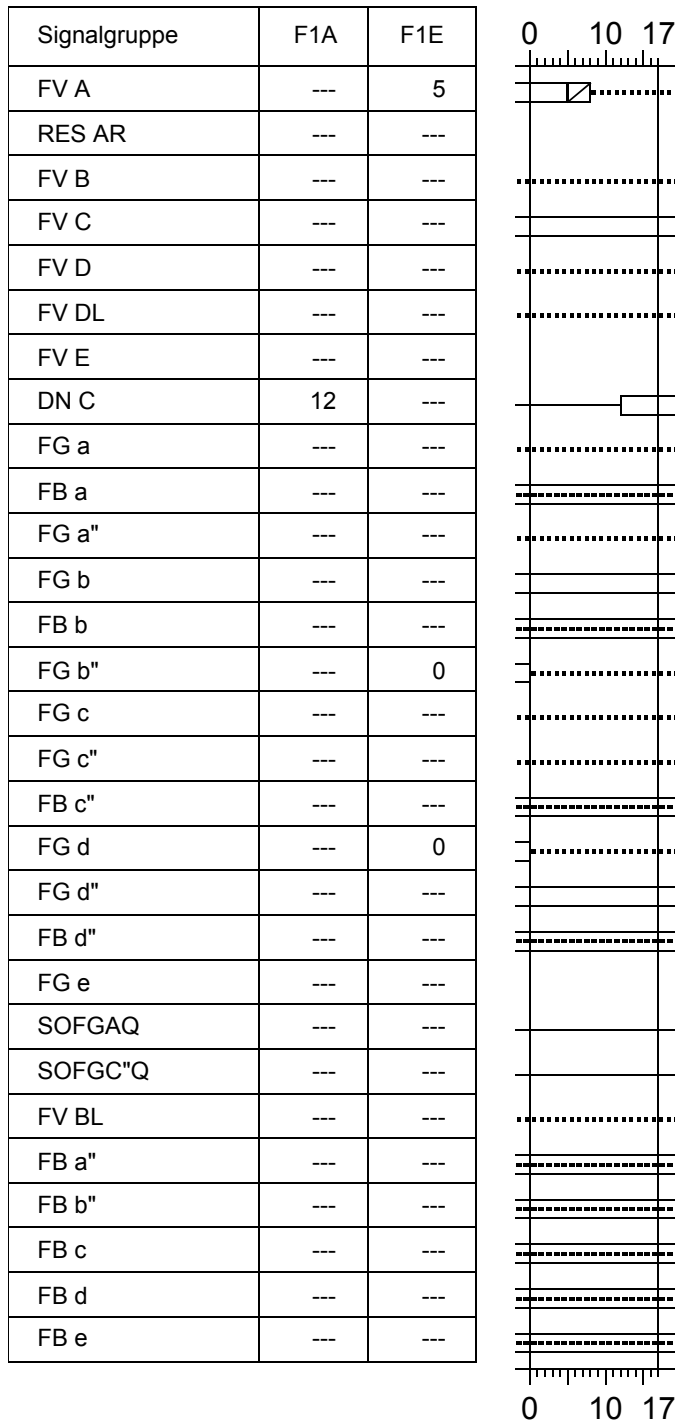 Signalgruppe F1A F1E 0 10 17
FV A --- 5
RES AR --- ---
FV B --- ---
FV C --- ---
FV D --- ---
FV DL --- ---
FV E --- ---
DN C 12 ---
FG a --- ---
FB a --- ---
FG a" --- ---
FG b --- ---
FB b --- ---
FG b" --- 0
FG c --- ---
FG c" --- ---
FB c" --- ---
FG d --- 0
FG d" --- ---
FB d" --- ---
FG e --- ---
SOFGAQ --- ---
SOFGC"Q --- ---
FV BL --- ---
FB a" --- ---
FB b" --- ---
FB c --- ---
FB d --- ---
FB e --- ---
0 10 17